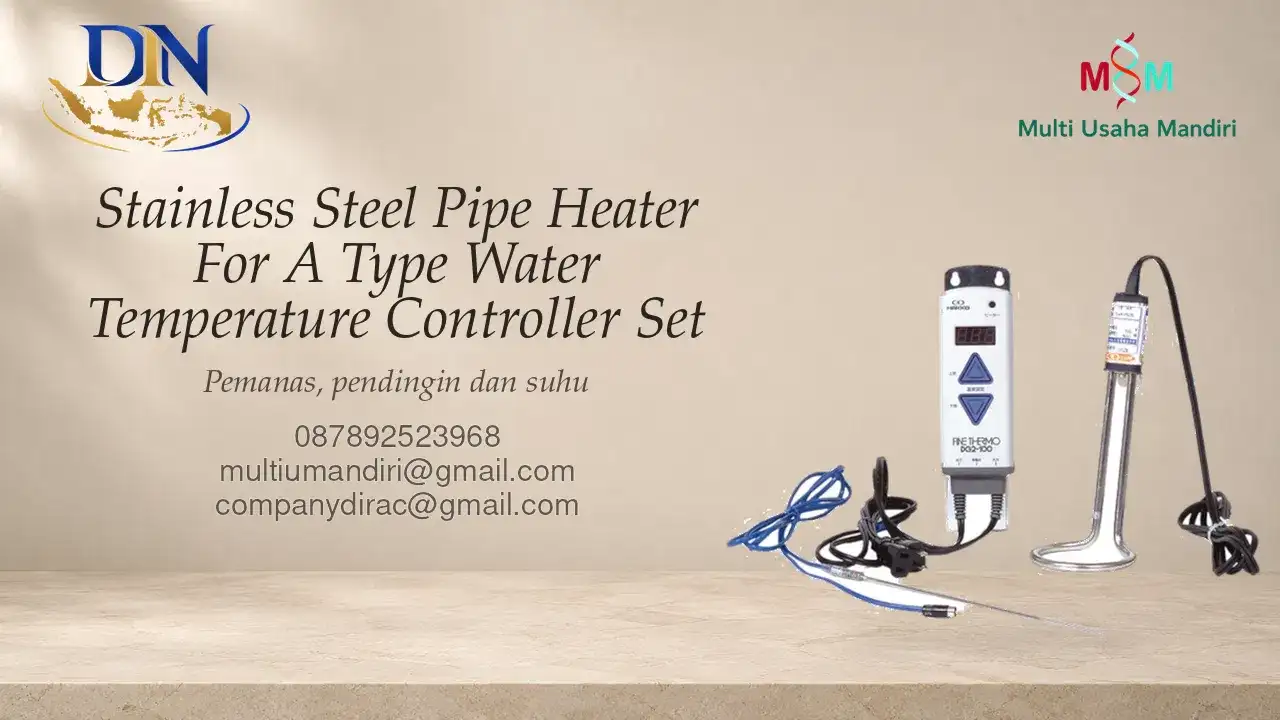 DN
M M
Multi Usaha Mandiri
Stainless Steel Pipe Heater
For A Type Water
Temperature Controller Set
Pemanas, pendingin dan suhu
087892523968
multiumandiri@gmail.com
companydirac@gmail.com
HAKKO
FINE THERMO
DG2-100